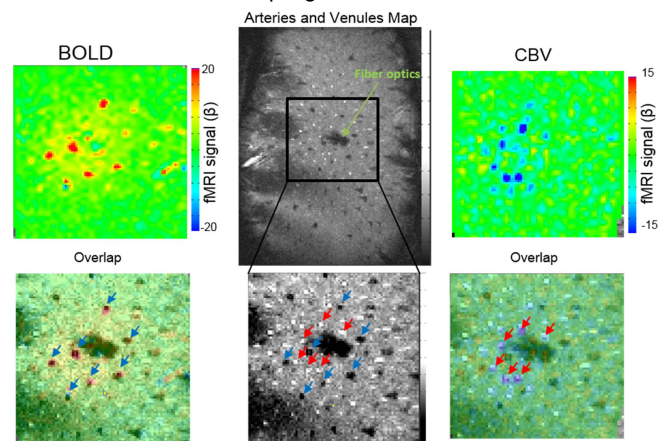 Arteries and Venules Map
BOLD
CBV
20
-20
fMRI signal (β)
Fiber optics
15
-15
fMRI signal (β)
Overlap
Overlap